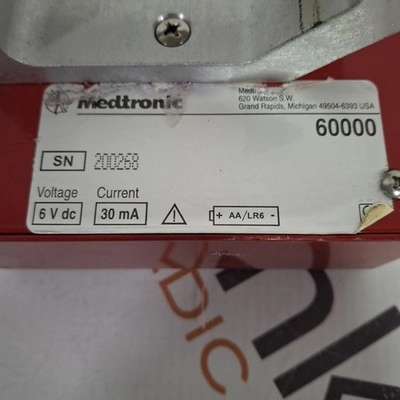 Medtronic
620 Watson S.W.
Grand Rapids, Michigan 49504-6393 USA
60000
SN 200268
Voltage Current
6 V dc 30 mA + AA/LR6 -
DIC